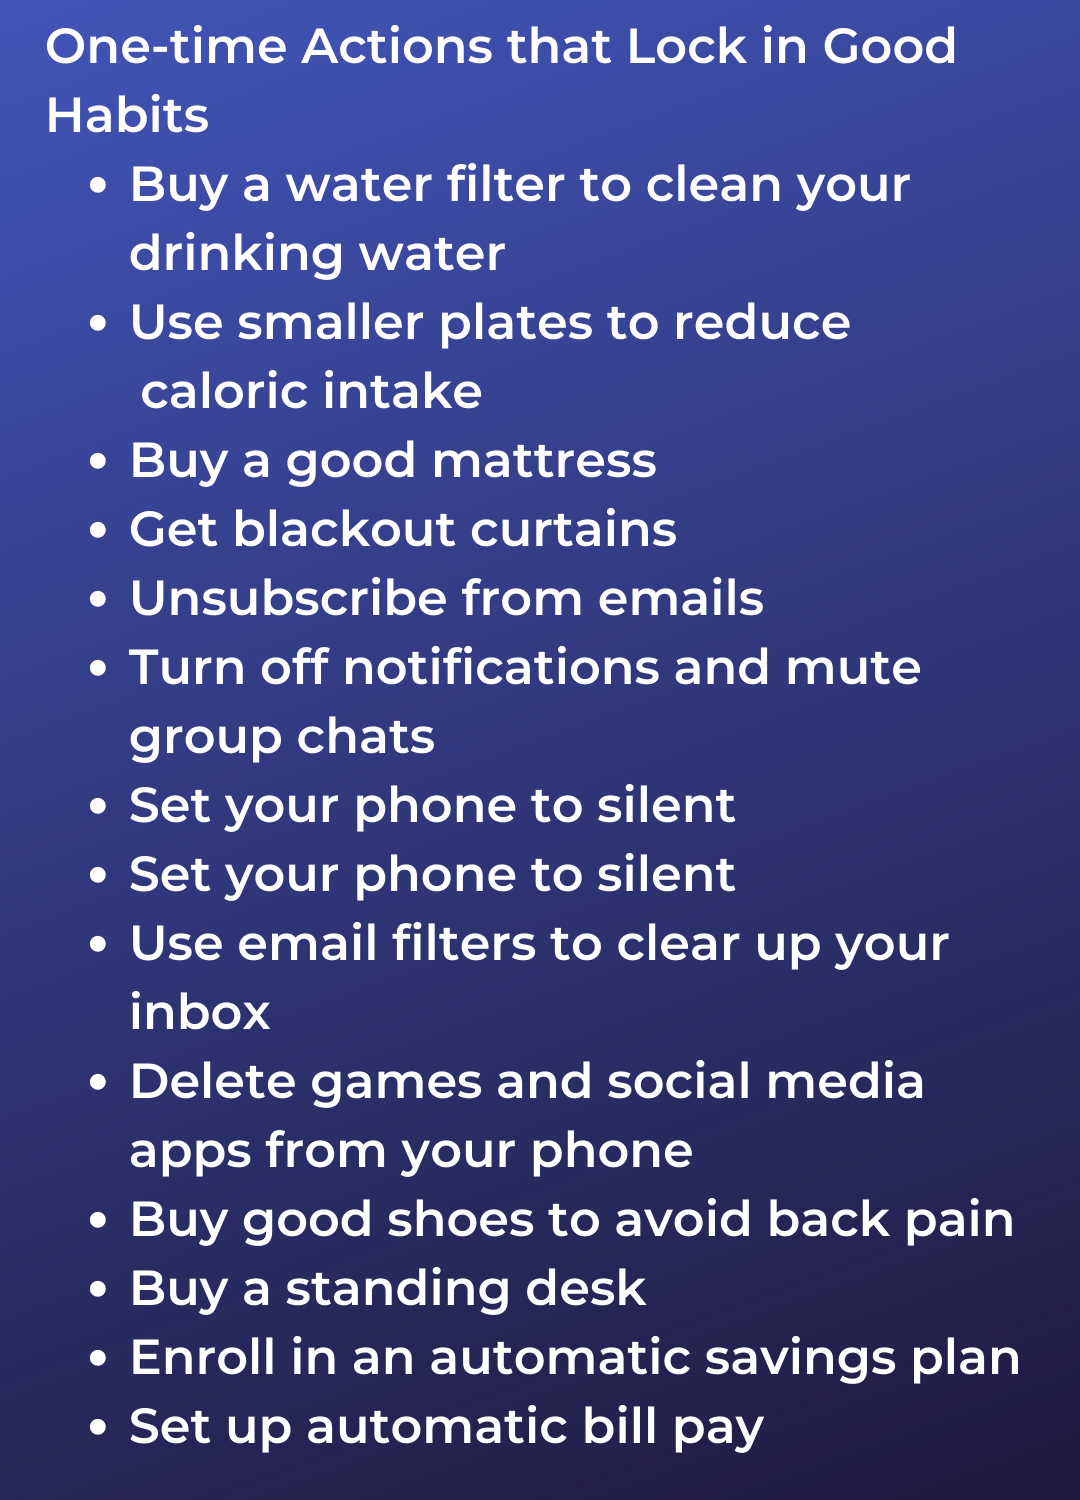 One-time Actions that Lock in Good
Habits
• Buy a water filter to clean your
drinking water
• Use smaller plates to reduce
caloric intake
• Buy a good mattress
• Get blackout curtains
• Unsubscribe from emails
• Turn off notifications and mute
group chats
• Set your phone to silent
• Set your phone to silent
• Use email filters to clear up your
inbox
• Delete games and social media
apps from your phone
• Buy good shoes to avoid back pain
• Buy a standing desk
• Enroll in an automatic savings plan
• Set up automatic bill pay